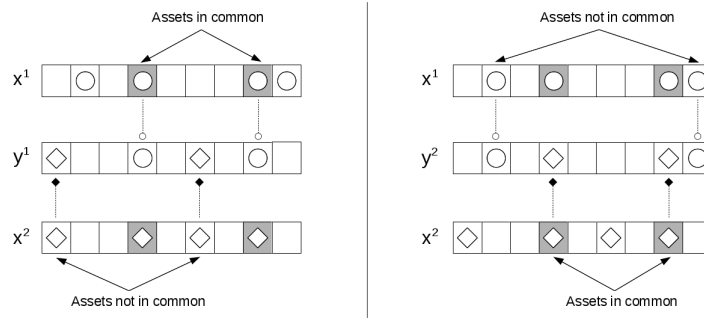 Assets in common
x¹
y¹
x²
Assets not in common
Assets not in common
x¹
y²
x²
Assets in common